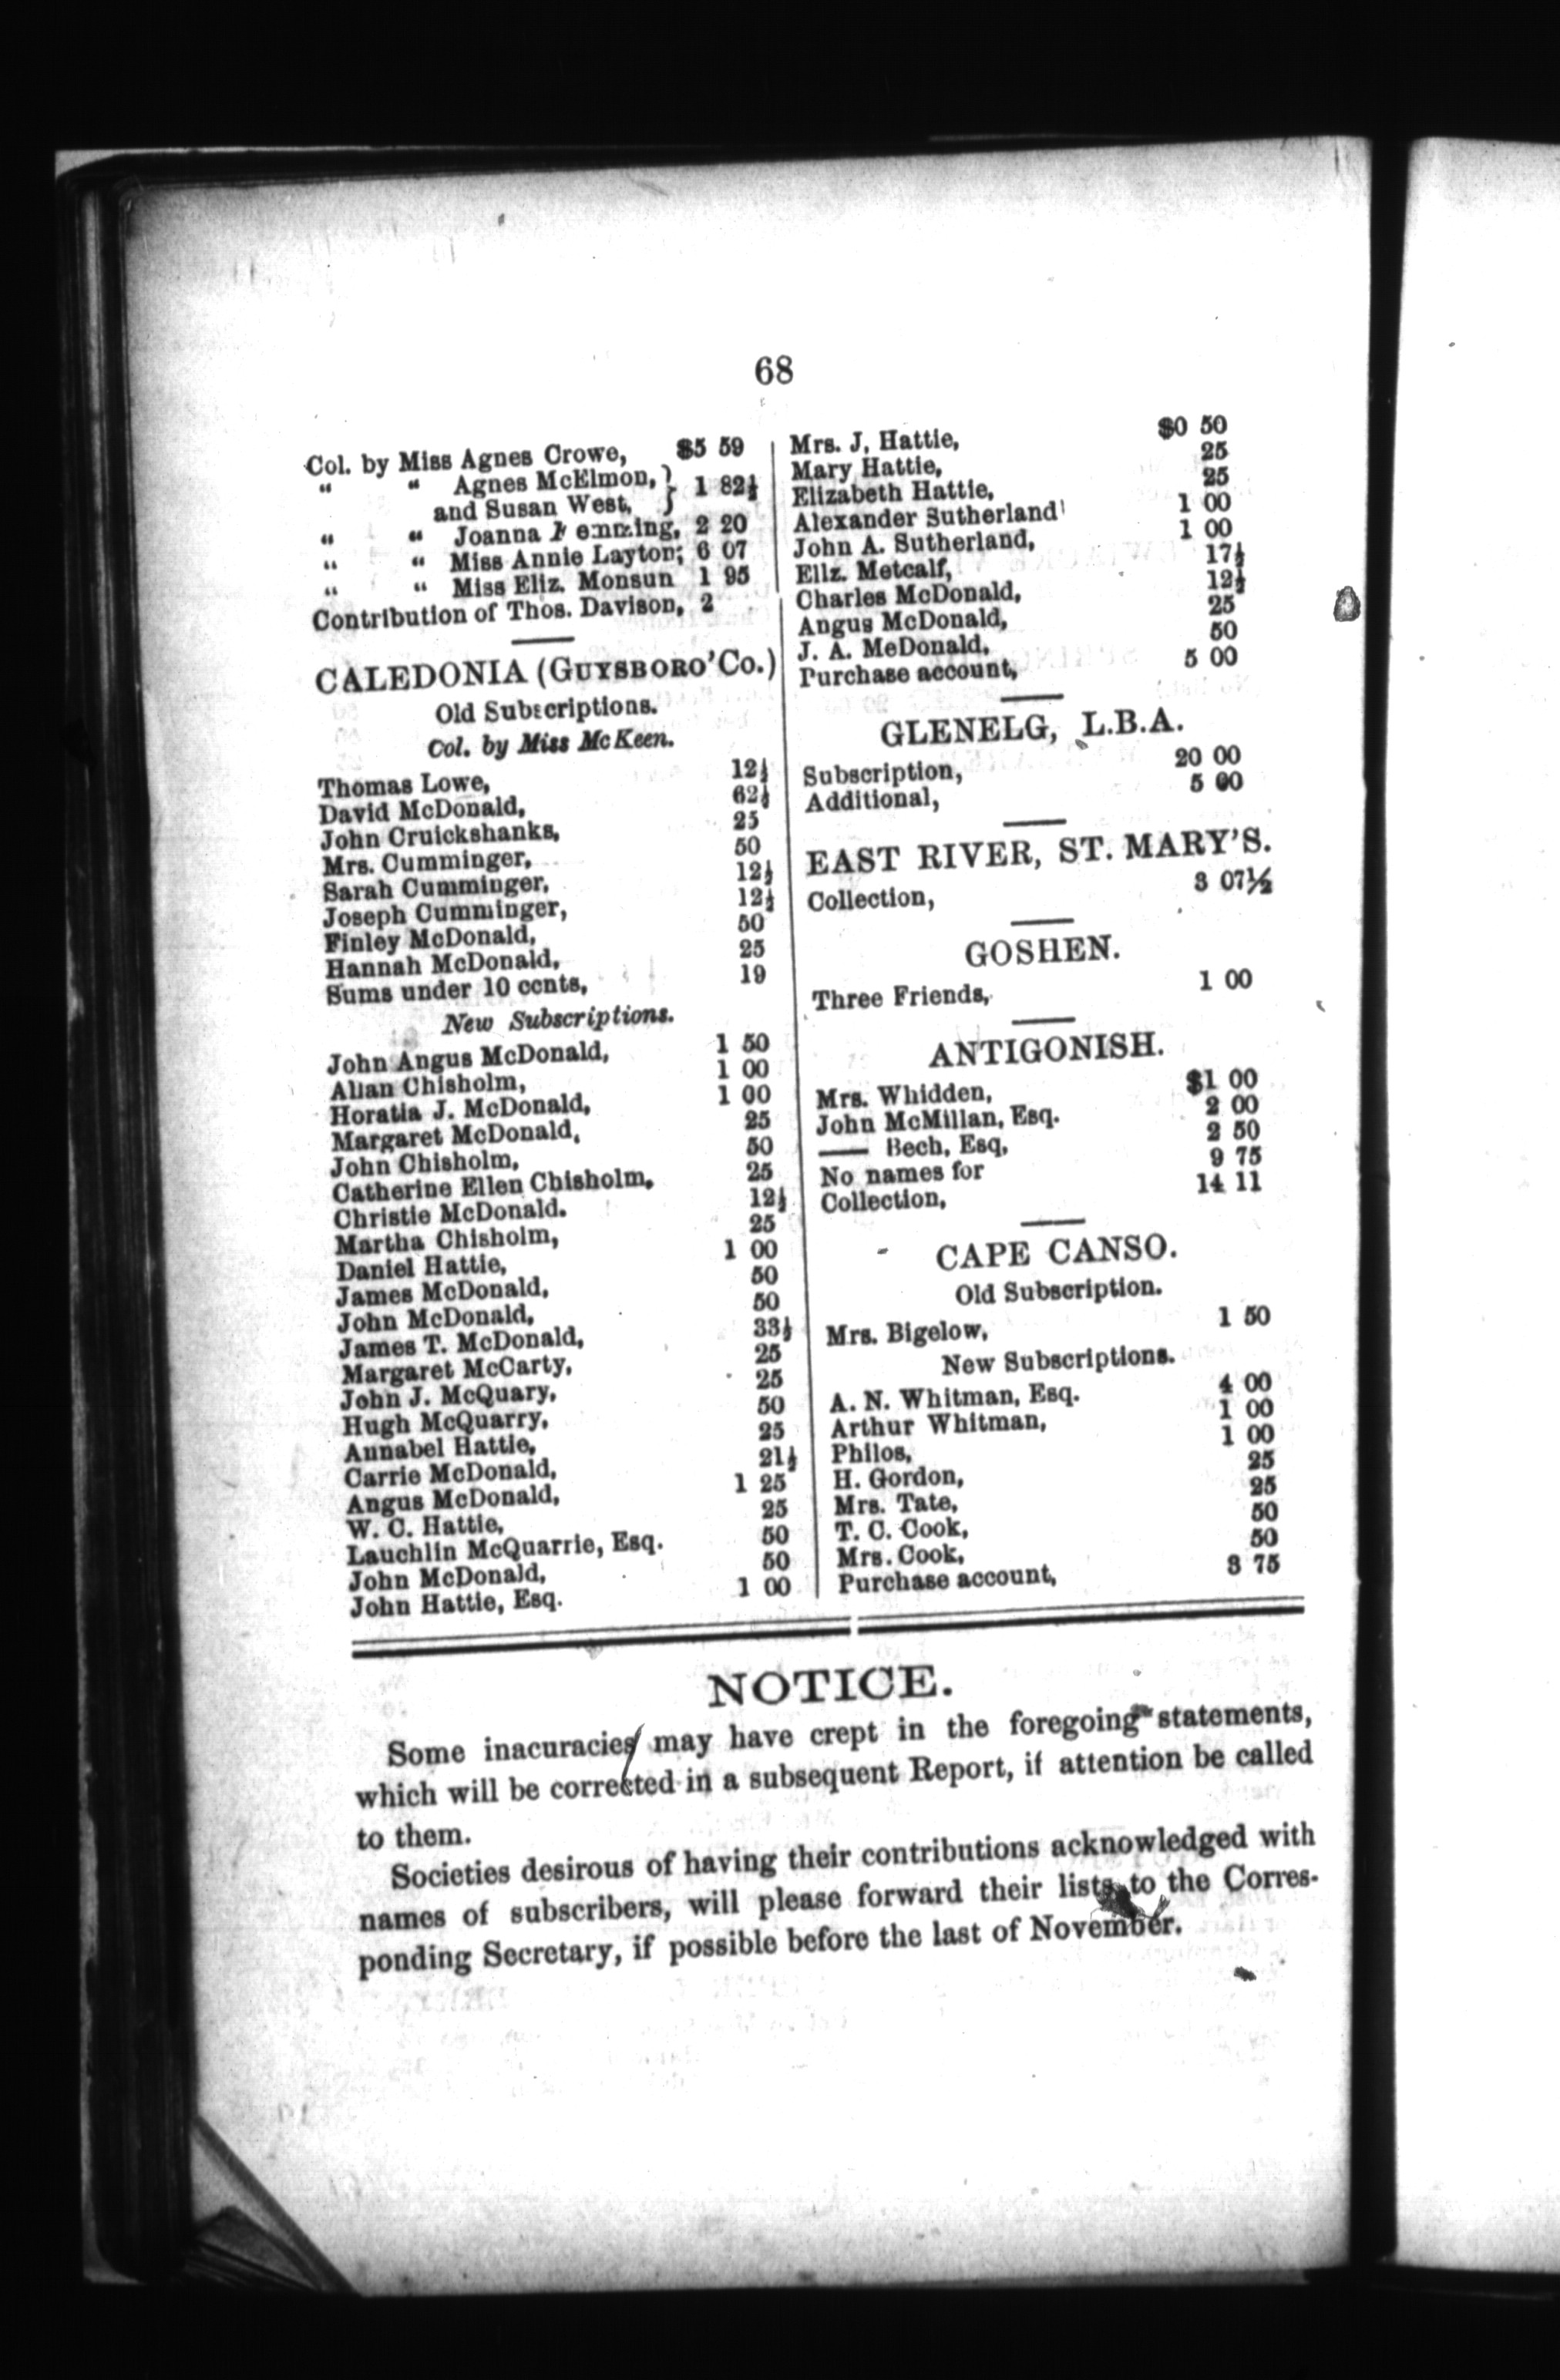 68
Col. by Miss Agnes Crowe, $5 59
“ “ Agnes McElmon, } 1 82½
and Susan West, }
“ “ Joanna enning, 2 20
“ “ Miss Annie Layton; 6 07
“ “ Miss Eliz. Monsun 1 95
Contribution of Thos. Davison, 2
CALEDONIA (GUYSBORO' Co.)
Old Subscriptions.
Col. by Miss McKeen.
Thomas Lowe, 12½
David McDonald, 62½
John Cruickshanks, 25
Mrs. Cumminger, 50
Sarah Cumminger, 12½
Joseph Cumminger, 12½
Finley McDonald, 50
Hannah McDonald, 25
Sums under 10 cents, 19
New Subscriptions.
John Angus McDonald, 1 50
Allan Chisholm, 1 00
Horatia J. McDonald, 1 00
Margaret McDonald, 25
John Chisholm, 50
Catherine Ellen Chisholm, 25
Christie McDonald. 12½
Martha Chisholm, 25
Daniel Hattie, 1 00
James McDonald, 50
John McDonald, 50
James T. McDonald, 33½
Margaret McCarty, 25
John J. McQuary, 25
Hugh McQuarry, 50
Annabel Hattie, 25
Carrie McDonald, 21½
Angus McDonald, 1 25
W. C. Hattie, 25
Lauchlin McQuarrie, Esq. 50
John McDonald, 50
John Hattie, Esq. 1 00
Mrs. J, Hattie, $0 50
Mary Hattie, 25
Elizabeth Hattie, 25
Alexander Sutherland' 1 00
John A. Sutherland, 1 00
Ellz. Metcalf, 17½
Charles McDonald, 12½
Angus McDonald, 25
J. A. McDonald, 50
Purchase account, 5 00
GLENELG, L.B.A.
Subscription, 20 00
Additional, 5 00
EAST RIVER, ST. MARY'S.
Collection, 3 07½
GOSHEN.
Three Friends, 1 00
ANTIGONISH.
Mrs. Whidden, $1 00
John McMillan, Esq. 2 00
—— Bech, Esq, 2 50
No names for 9 75
Collection, 14 11
CAPE CANSO.
Old Subscription.
Mrs. Bigelow, 1 50
New Subscriptions.
A. N. Whitman, Esq. 4 00
Arthur Whitman, 1 00
Philos, 1 00
H. Gordon, 25
Mrs. Tate, 25
T. C. Cook, 50
Mrs. Cook, 50
Purchase account, 3 75
NOTICE.
Some inacuracies may have crept in the foregoing statements,
which will be corrected in a subsequent Report, if attention be called
to them.
Societies desirous of having their contributions acknowledged with
names of subscribers, will please forward their lists to the Corres-
ponding Secretary, if possible before the last of November.